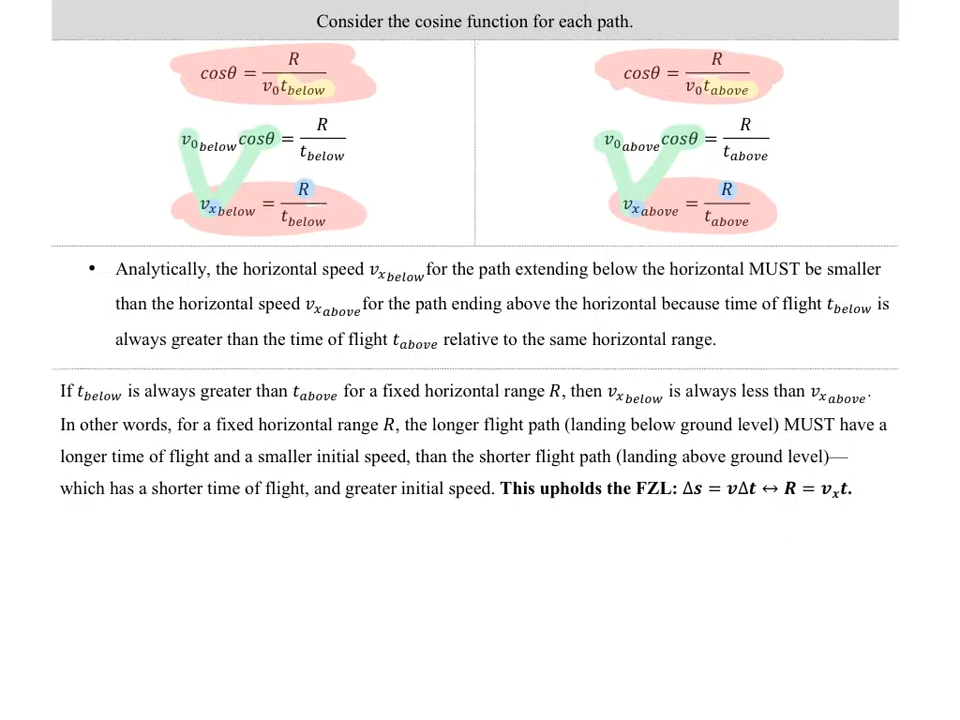 Consider the cosine function for each path.
cosθ = R / v₀t_below
cosθ = R / v₀t_above
v₀_below cosθ = R / t_below
v₀_above cosθ = R / t_above
v_x_below = R / t_below
v_x_above = R / t_above
• Analytically, the horizontal speed v_x_below for the path extending below the horizontal MUST be smaller
than the horizontal speed v_x_above for the path ending above the horizontal because time of flight t_below is
always greater than the time of flight t_above relative to the same horizontal range.
If t_below is always greater than t_above for a fixed horizontal range R, then v_x_below is always less than v_x_above.
In other words, for a fixed horizontal range R, the longer flight path (landing below ground level) MUST have a
longer time of flight and a smaller initial speed, than the shorter flight path (landing above ground level)—
which has a shorter time of flight, and greater initial speed. This upholds the FZL: Δs = vΔt ↔ R = vₓt.